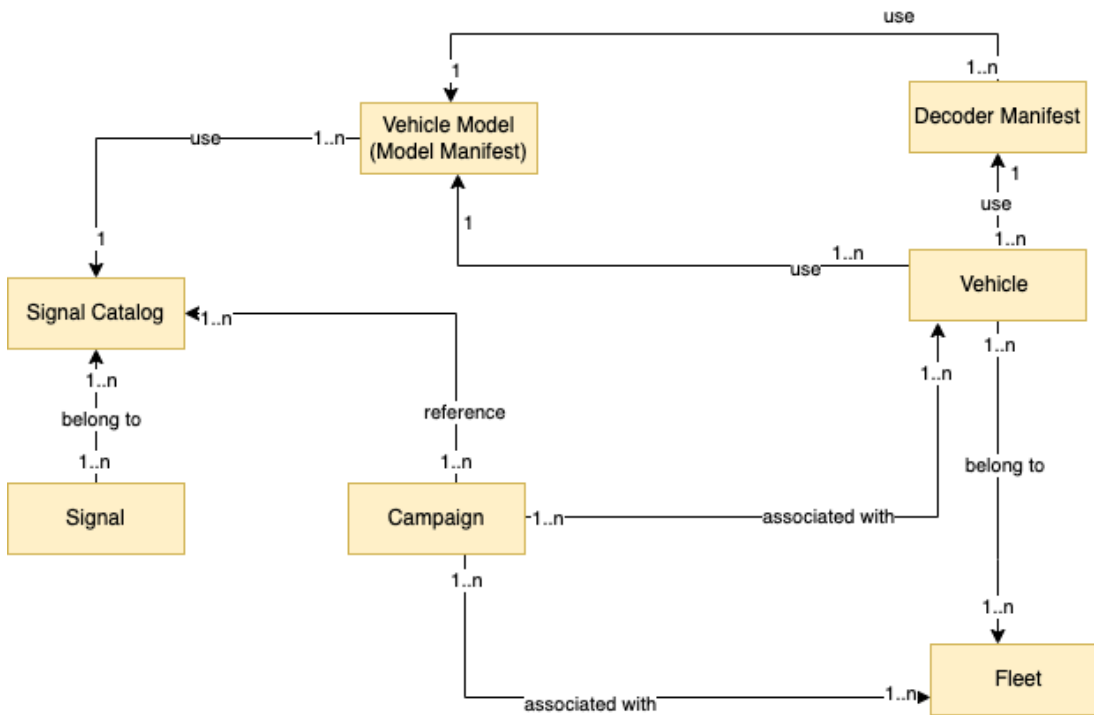 use
1
1..n
Vehicle Model
(Model Manifest)
Decoder Manifest
use
1..n
1
use
1..n
1
1
1..n
use
Vehicle
Signal Catalog
1..n
1..n
1..n
1..n
belong to
reference
belong to
1..n
1..n
Signal
Campaign
1..n
associated with
1..n
1..n
Fleet
1..n
associated with